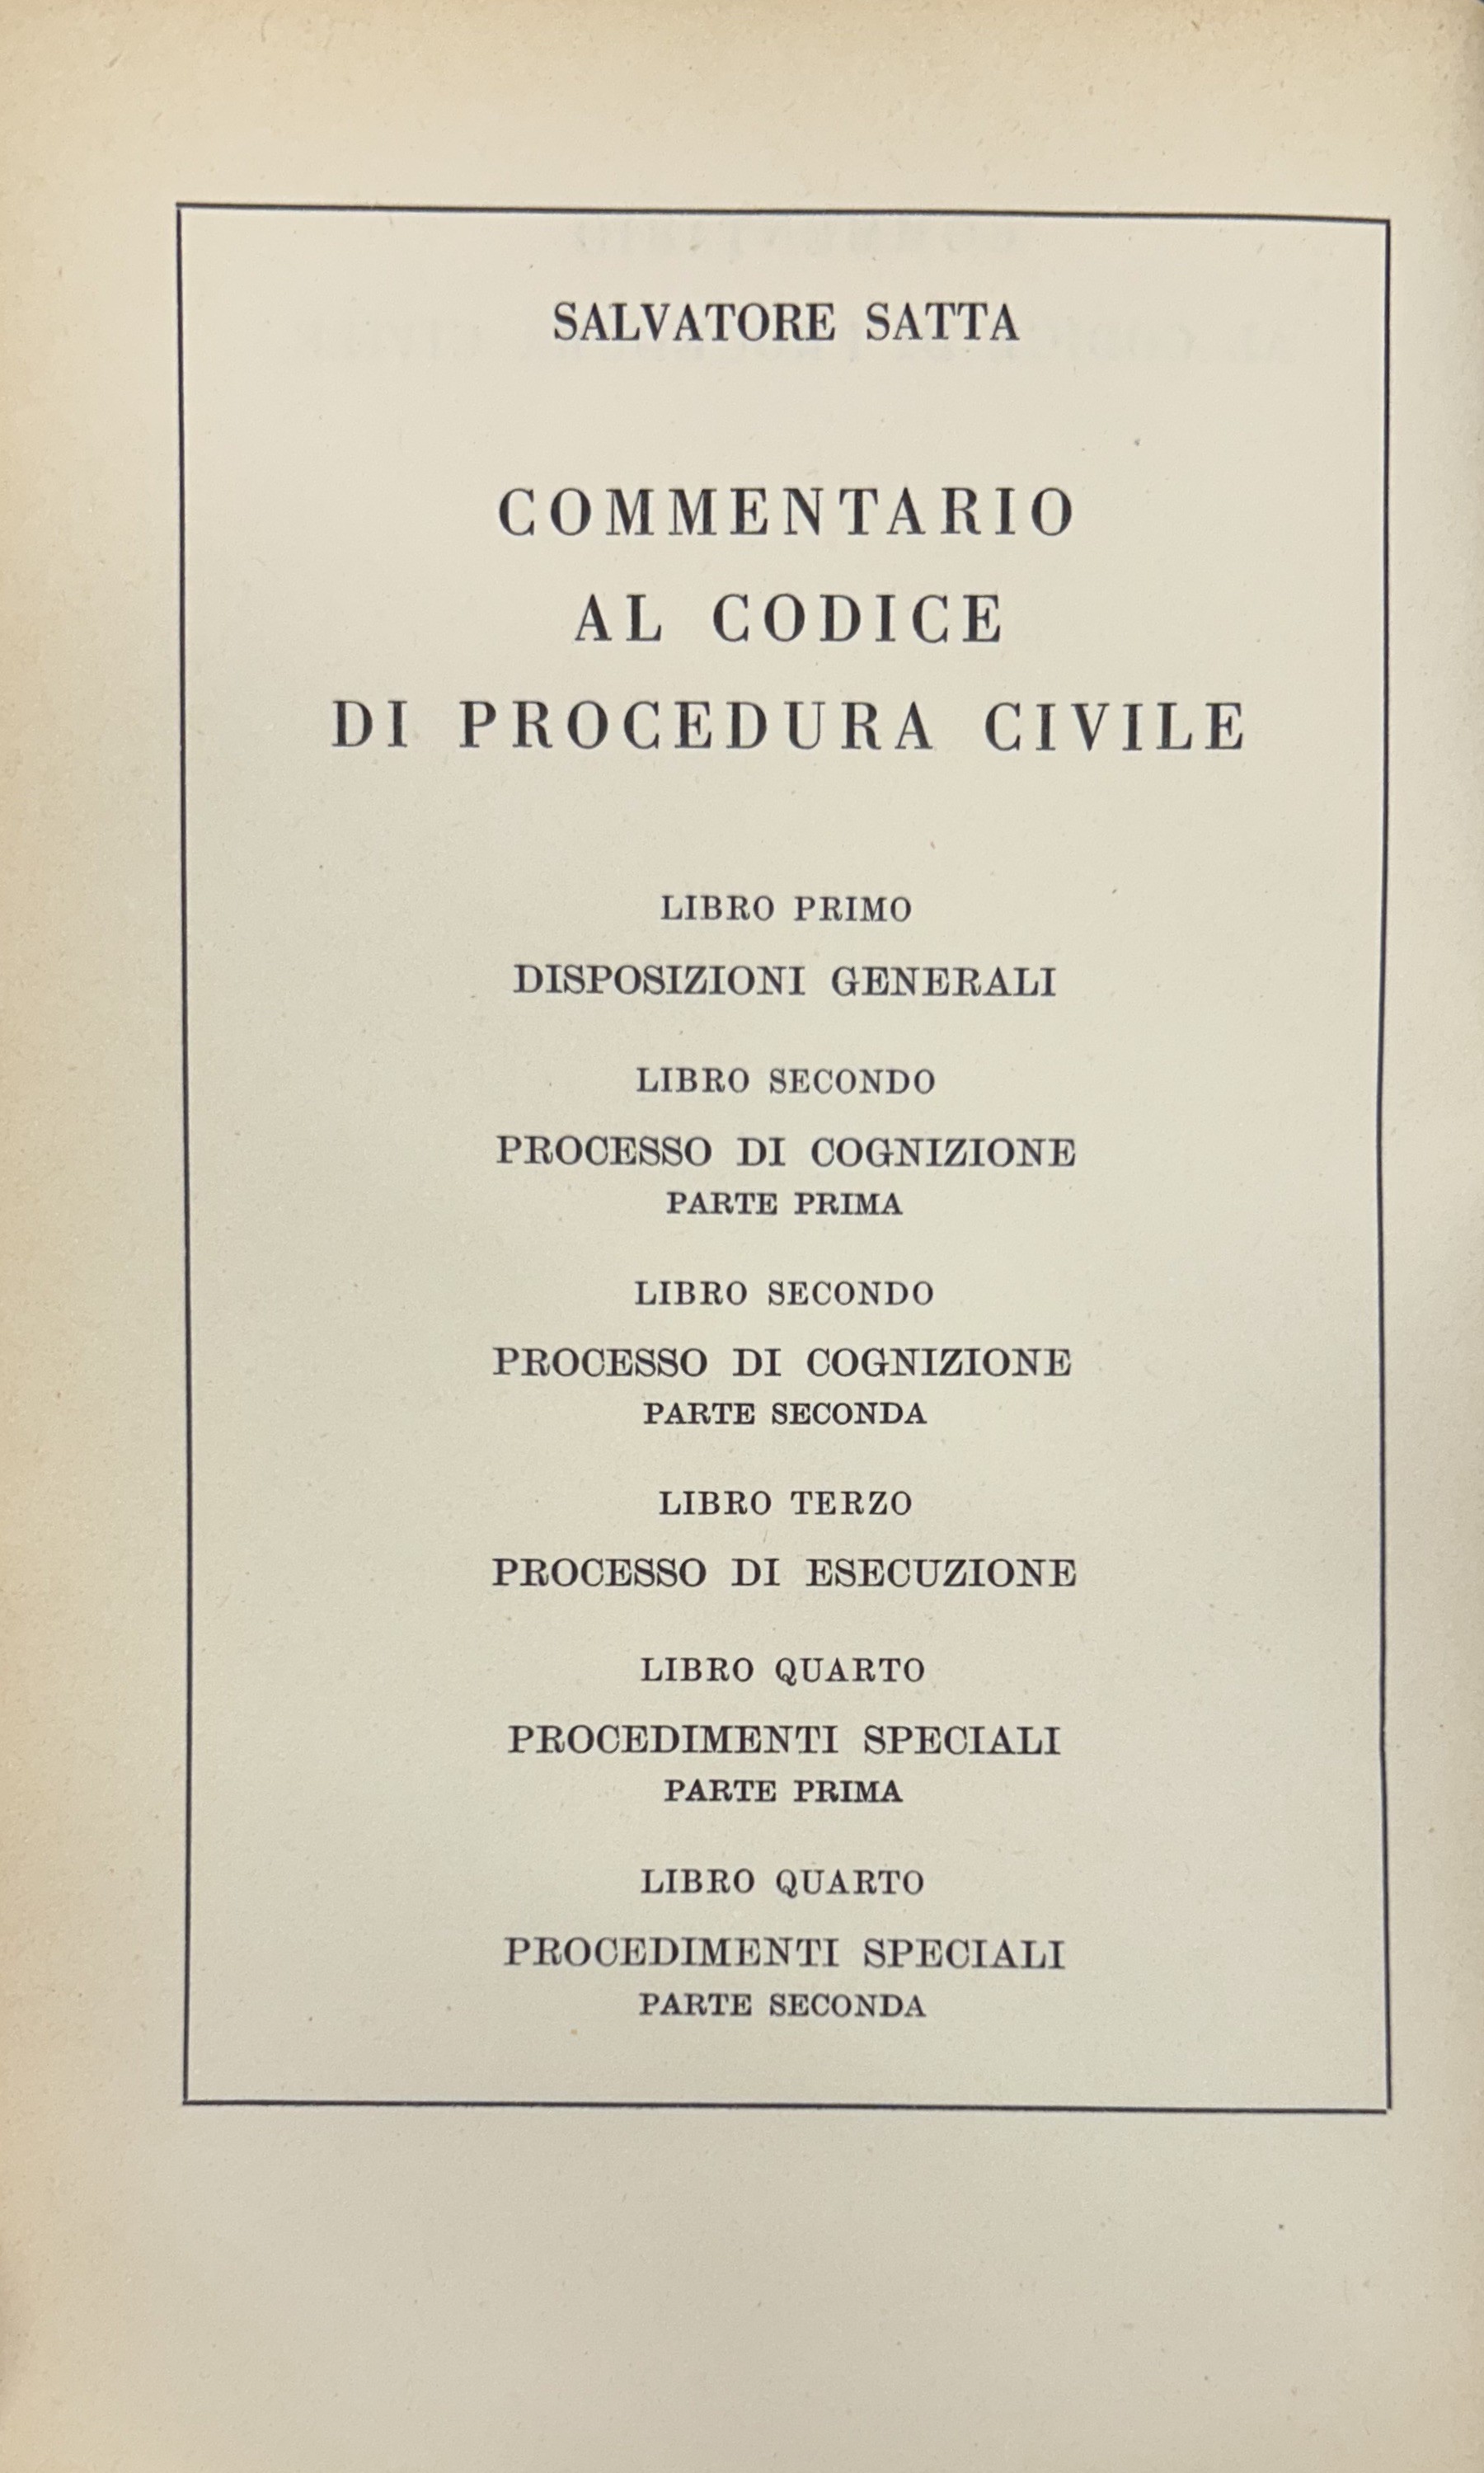 SALVATORE SATTA
COMMENTARIO
AL CODICE
DI PROCEDURA CIVILE
LIBRO PRIMO
DISPOSIZIONI GENERALI
LIBRO SECONDO
PROCESSO DI COGNIZIONE
PARTE PRIMA
LIBRO SECONDO
PROCESSO DI COGNIZIONE
PARTE SECONDA
LIBRO TERZO
PROCESSO DI ESECUZIONE
LIBRO QUARTO
PROCEDIMENTI SPECIALI
PARTE PRIMA
LIBRO QUARTO
PROCEDIMENTI SPECIALI
PARTE SECONDA